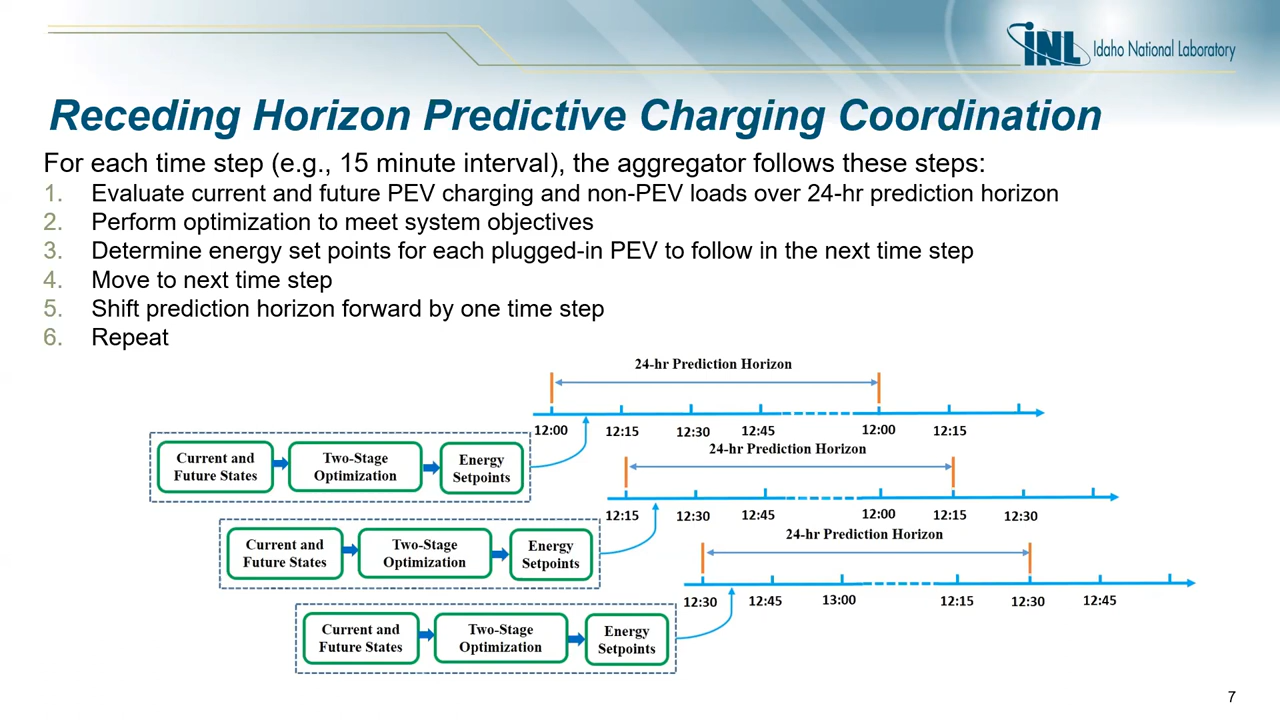 INL Idaho National Laboratory
Receding Horizon Predictive Charging Coordination
For each time step (e.g., 15 minute interval), the aggregator follows these steps:
1. Evaluate current and future PEV charging and non-PEV loads over 24-hr prediction horizon
2. Perform optimization to meet system objectives
3. Determine energy set points for each plugged-in PEV to follow in the next time step
4. Move to next time step
5. Shift prediction horizon forward by one time step
6. Repeat
24-hr Prediction Horizon
12:00 12:15 12:30 12:45 12:00 12:15
Current and
Future States
Two-Stage
Optimization
Energy
Setpoints
24-hr Prediction Horizon
12:15 12:30 12:45 12:00 12:15 12:30
Current and
Future States
Two-Stage
Optimization
Energy
Setpoints
24-hr Prediction Horizon
12:30 12:45 13:00 12:15 12:30 12:45
Current and
Future States
Two-Stage
Optimization
Energy
Setpoints
7